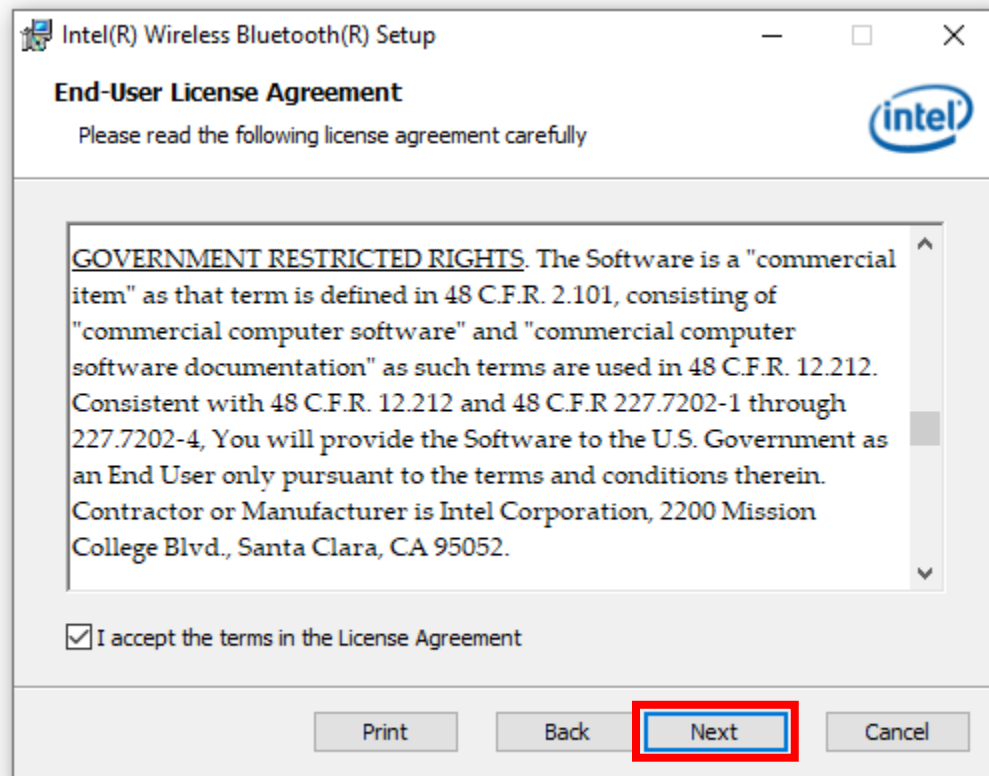 Intel(R) Wireless Bluetooth(R) Setup
End-User License Agreement
Please read the following license agreement carefully
intel
GOVERNMENT RESTRICTED RIGHTS. The Software is a "commercial
item" as that term is defined in 48 C.F.R. 2.101, consisting of
"commercial computer software" and "commercial computer
software documentation" as such terms are used in 48 C.F.R. 12.212.
Consistent with 48 C.F.R. 12.212 and 48 C.F.R 227.7202-1 through
227.7202-4, You will provide the Software to the U.S. Government as
an End User only pursuant to the terms and conditions therein.
Contractor or Manufacturer is Intel Corporation, 2200 Mission
College Blvd., Santa Clara, CA 95052.
I accept the terms in the License Agreement
Print Back Next Cancel